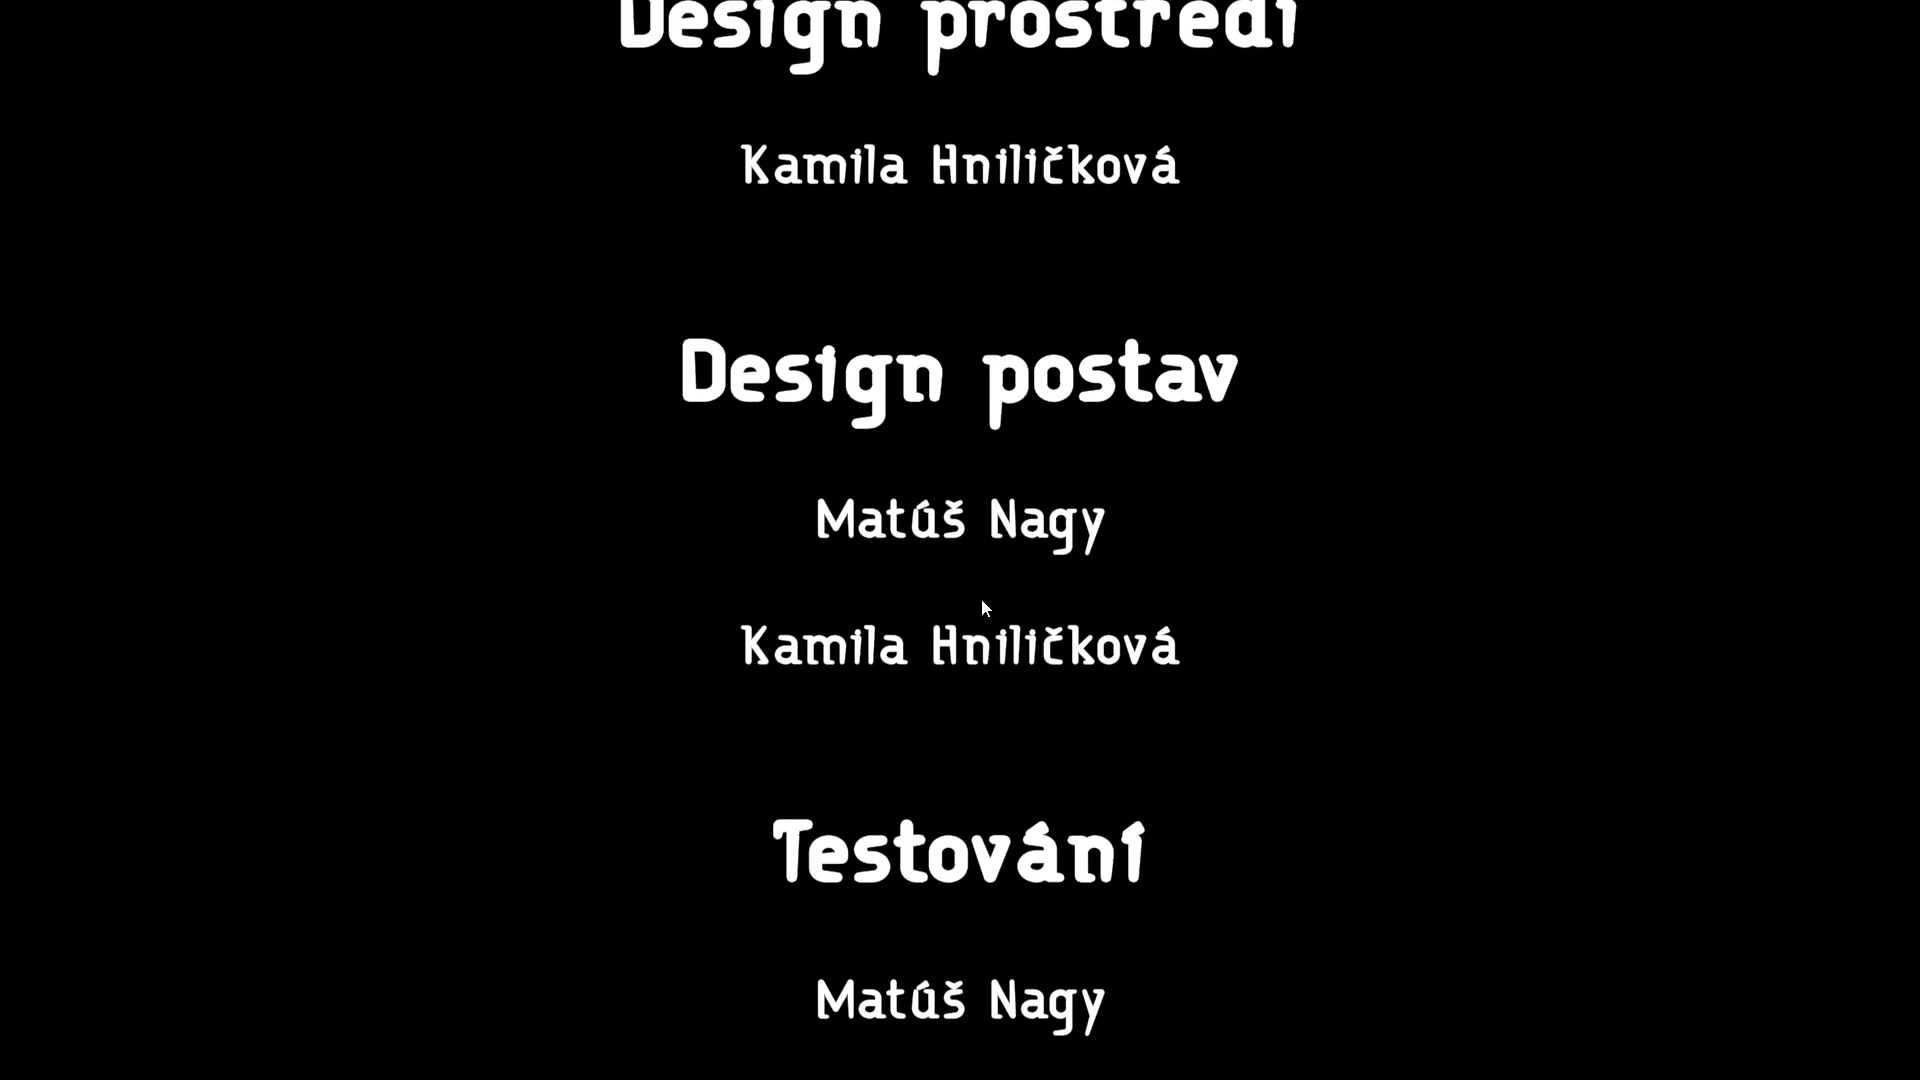 Design prostředí
Kamila Hniličková
Design postav
Matúš Nagy
Kamila Hniličková
Testování
Matúš Nagy